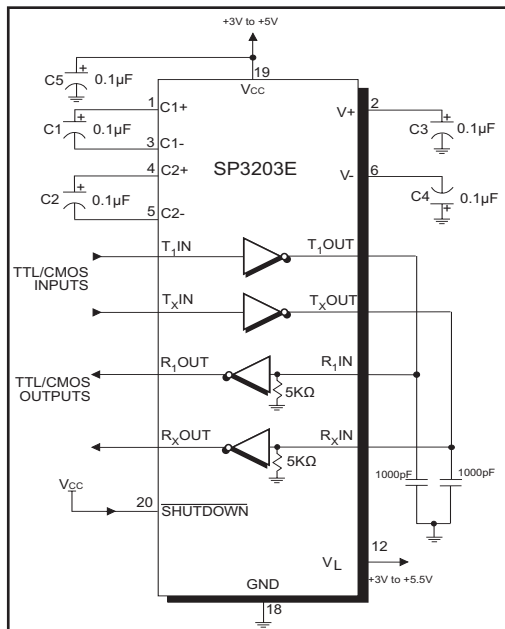 +3V to +5V
19
VCC
C5
+
0.1µF
1
C1+
C1
+
0.1µF
3
C1-
4
C2+
C2
+
0.1µF
5
C2-
SP3203E
V+
2
C3
+
0.1µF
V-
6
C4
+
0.1µF
TTL/CMOS
INPUTS
T1IN
T1OUT
TXIN
TXOUT
TTL/CMOS
OUTPUTS
R1OUT
R1IN
5KΩ
RXOUT
RXIN
5KΩ
1000pF
1000pF
VCC
20
SHUTDOWN
VL
12
+3V to +5.5V
GND
18